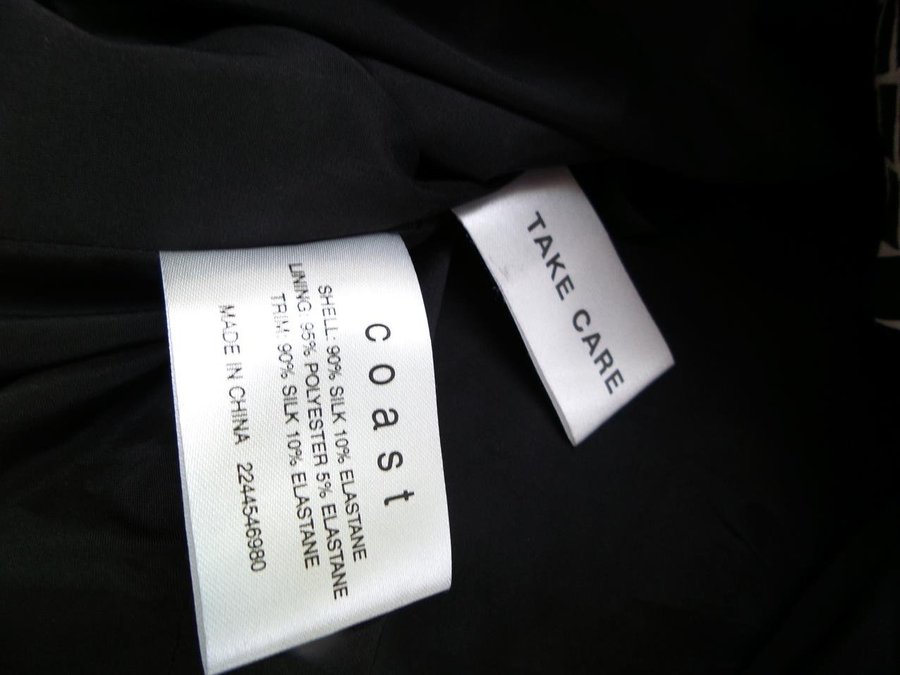 coast
SHELL: 90% SILK 10% ELASTANE
LINING: 95% POLYESTER 5% ELASTANE
TRIM: 90% SILK 10% ELASTANE
MADE IN CHINA 2244546980
TAKE CARE